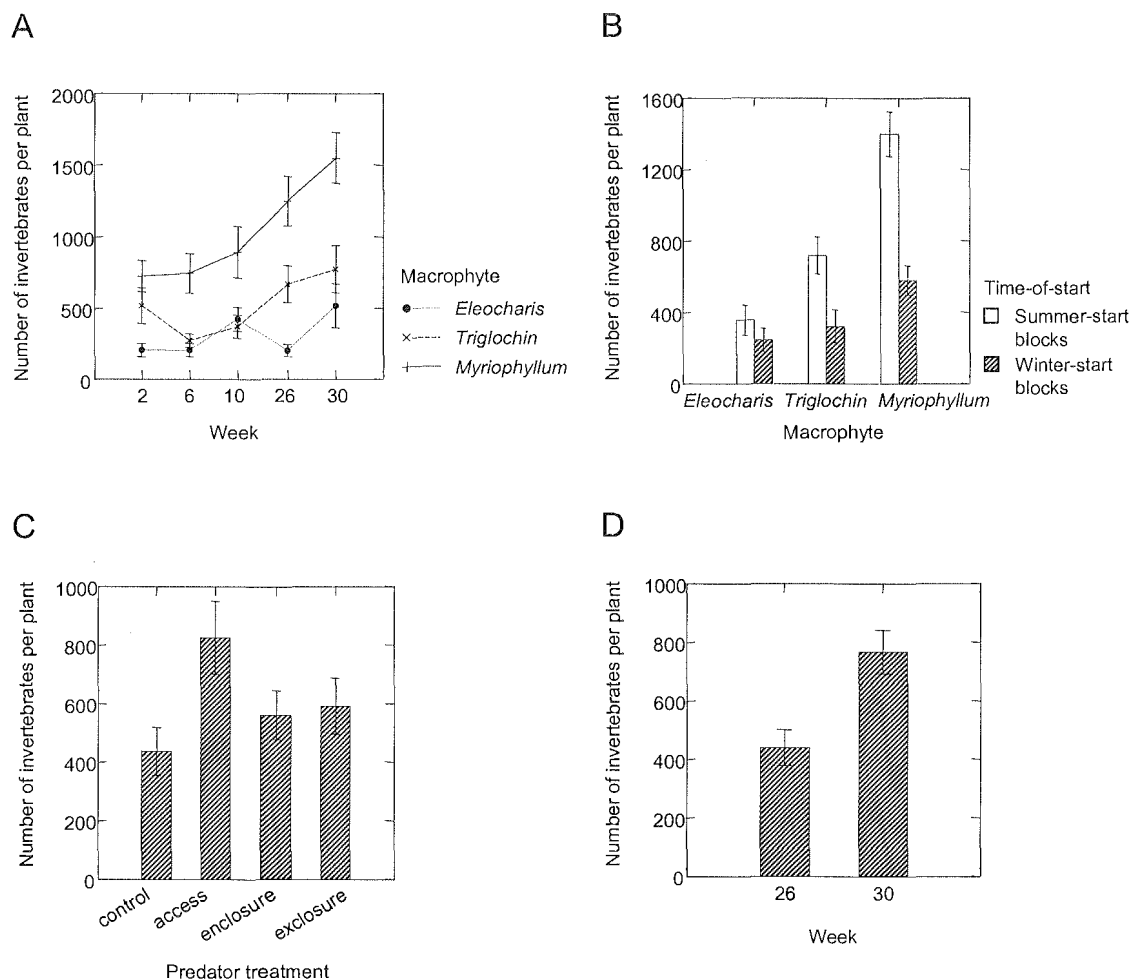 A
Number of invertebrates per plant
2000
1500
1000
500
0
2 6 10 26 30
Week
Macrophyte
Eleocharis
Triglochin
Myriophyllum
B
Number of invertebrates per plant
1600
1200
800
400
0
Eleocharis Triglochin Myriophyllum
Macrophyte
Time-of-start
Summer-start
blocks
Winter-start
blocks
C
Number of invertebrates per plant
1000
800
600
400
200
0
control access enclosure exclosure
Predator treatment
D
Number of invertebrates per plant
1000
800
600
400
200
0
26 30
Week